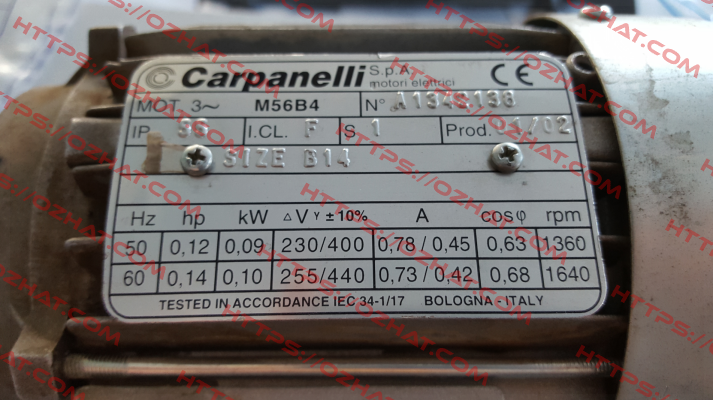 Carpanelli S.p.A.
motori elettrici
CE
MOT. 3~ M56B4 N°
IP I.CL. F S 1 Prod. 02
SIZE B14
Hz hp kW △V Y ±10% A cosφ rpm
50 0,12 0,09 230/400 0,78/0,45 0,63 1360
60 0,14 0,10 255/440 0,73/0,42 0,68 1640
TESTED IN ACCORDANCE IEC 34-1/17 BOLOGNA - ITALY
HTTPS://OZHAT.COM